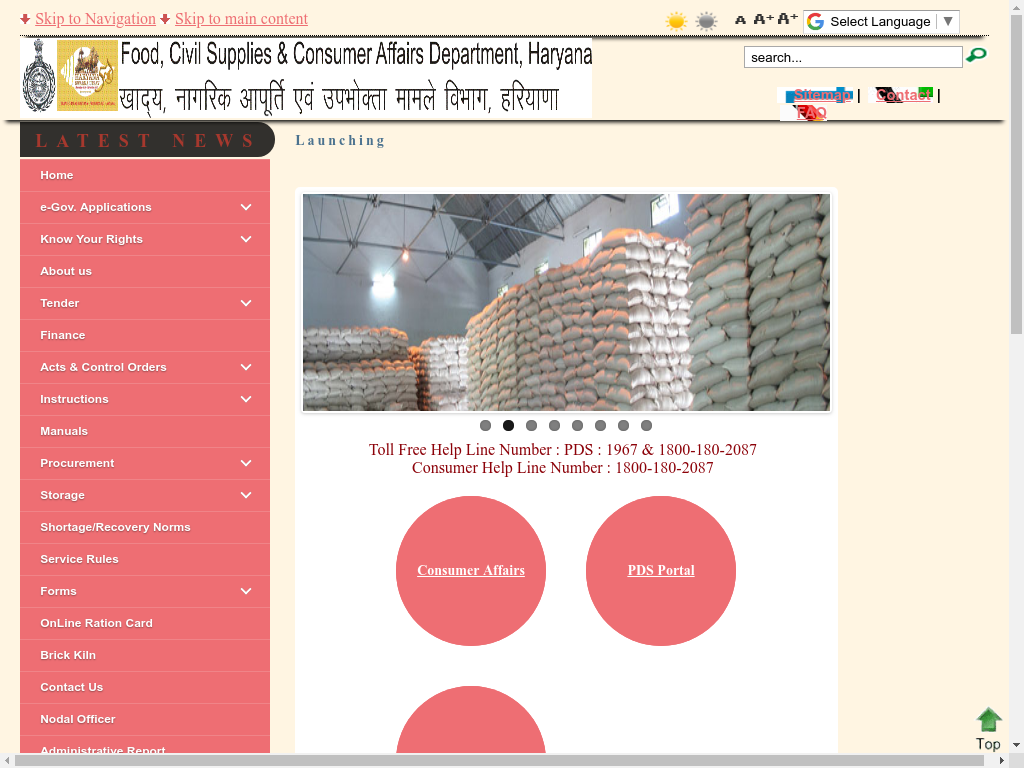 Skip to Navigation Skip to main content
A A+ A+ Select Language ▼
Food, Civil Supplies & Consumer Affairs Department, Haryana
खाद्य, नागरिक आपूर्ति एवं उपभोक्ता मामले विभाग, हरियाणा
search...
Sitemap | Contact |
FAQ
LATEST NEWS
Launching
Home
e-Gov. Applications
Know Your Rights
About us
Tender
Finance
Acts & Control Orders
Instructions
Manuals
Procurement
Storage
Shortage/Recovery Norms
Service Rules
Forms
OnLine Ration Card
Brick Kiln
Contact Us
Nodal Officer
Administrative Report
Toll Free Help Line Number : PDS : 1967 & 1800-180-2087
Consumer Help Line Number : 1800-180-2087
Consumer Affairs
PDS Portal
Top